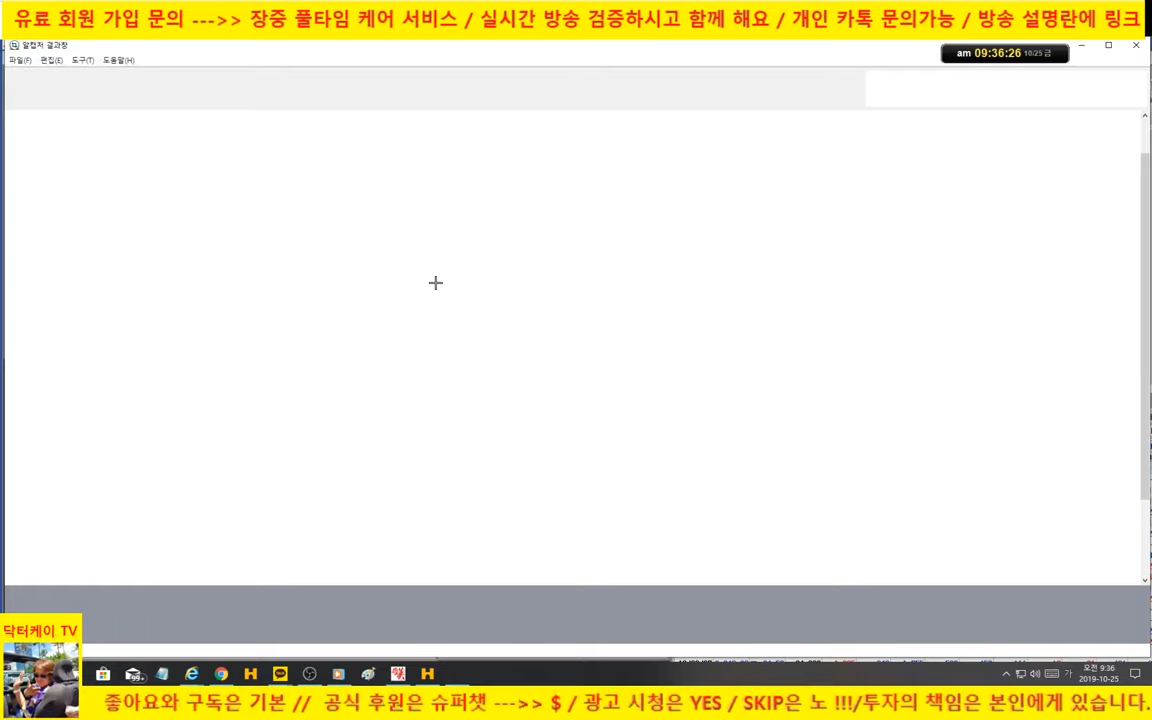 유료 회원 가입 문의 --->> 장중 풀타임 케어 서비스 / 실시간 방송 검증하시고 함께 해요 / 개인 카톡 문의가능 / 방송 설명란에 링크
알캡처 결과창
am 09:36:26 10/25 금
파일(F) 편집(E) 도구(T) 도움말(H)
닥터케이 TV
99+
가
오전 9:36
2019-10-25
좋아요와 구독은 기본 // 공식 후원은 슈퍼챗 --->> $ / 광고 시청은 YES / SKIP은 노 !!!/투자의 책임은 본인에게 있습니다.